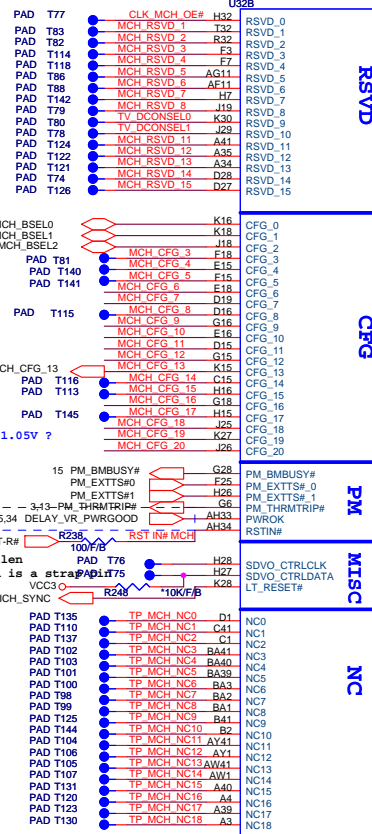 U32B
PAD T77 CLK_MCH_OE# H32 RSVD_0
PAD T83 MCH_RSVD_1 T32 RSVD_1
PAD T82 MCH_RSVD_2 R32 RSVD_2
PAD T114 MCH_RSVD_3 F3 RSVD_3
PAD T118 MCH_RSVD_4 F7 RSVD_4
PAD T86 MCH_RSVD_5 AG11 RSVD_5
PAD T88 MCH_RSVD_6 AF11 RSVD_6
PAD T142 MCH_RSVD_7 H7 RSVD_7
PAD T79 MCH_RSVD_8 J19 RSVD_8
PAD T80 TV_DCONSEL0 K30 RSVD_9
PAD T78 TV_DCONSEL1 J29 RSVD_10
PAD T124 MCH_RSVD_11 A41 RSVD_11
PAD T122 MCH_RSVD_12 A35 RSVD_12
PAD T121 MCH_RSVD_13 A34 RSVD_13
PAD T74 MCH_RSVD_14 D28 RSVD_14
PAD T126 MCH_RSVD_15 D27 RSVD_15
RSVD
MCH_BSEL0 K16 CFG_0
MCH_BSEL1 K18 CFG_1
MCH_BSEL2 J18 CFG_2
PAD T81 MCH_CFG_3 F18 CFG_3
PAD T140 MCH_CFG_4 E15 CFG_4
PAD T141 MCH_CFG_5 F15 CFG_5
MCH_CFG_6 E18 CFG_6
MCH_CFG_7 D19 CFG_7
PAD T115 MCH_CFG_8 D16 CFG_8
MCH_CFG_9 G16 CFG_9
MCH_CFG_10 E16 CFG_10
MCH_CFG_11 D15 CFG_11
MCH_CFG_12 G15 CFG_12
CH_CFG_13 K15 CFG_13
PAD T116 MCH_CFG_14 C15 CFG_14
PAD T113 MCH_CFG_15 H16 CFG_15
MCH_CFG_16 G18 CFG_16
PAD T145 MCH_CFG_17 H15 CFG_17
MCH_CFG_18 J25 CFG_18
1.05V ? MCH_CFG_19 K27 CFG_19
MCH_CFG_20 J26 CFG_20
CFG
15 PM_BMBUSY# G28 PM_BMBUSY#
PM_EXTTS#0 F25 PM_EXTTS#_0
PM_EXTTS#1 H26 PM_EXTTS#_1
3,13 PM_THRMTRIP# G6 PM_THRMTRIP#
5,34 DELAY_VR_PWRGOOD AH33 PWROK
T-R# R238 RST IN# MCH AH34 RSTIN#
100/F/B
PM
PAD T76 H28 SDVO_CTRLCLK
PAD T75 H27 SDVO_CTRLDATA
is a strap pin
VCC3 R248 *10K/F/B K28 LT_RESET#
ICH_SYNC
MISC
PAD T135 TP_MCH_NC0 D1 NC0
PAD T110 TP_MCH_NC1 C41 NC1
PAD T137 TP_MCH_NC2 C1 NC2
PAD T102 TP_MCH_NC3 BA41 NC3
PAD T103 TP_MCH_NC4 BA40 NC4
PAD T101 TP_MCH_NC5 BA39 NC5
PAD T100 TP_MCH_NC6 BA3 NC6
PAD T98 TP_MCH_NC7 BA2 NC7
PAD T99 TP_MCH_NC8 BA1 NC8
PAD T125 TP_MCH_NC9 B41 NC9
PAD T144 TP_MCH_NC10 B2 NC10
PAD T104 TP_MCH_NC11 AY41 NC11
PAD T106 TP_MCH_NC12 AY1 NC12
PAD T105 TP_MCH_NC13 AW41 NC13
PAD T107 TP_MCH_NC14 AW1 NC14
PAD T131 TP_MCH_NC15 A40 NC15
PAD T120 TP_MCH_NC16 A4 NC16
PAD T123 TP_MCH_NC17 A39 NC17
PAD T130 TP_MCH_NC18 A3 NC18
NC